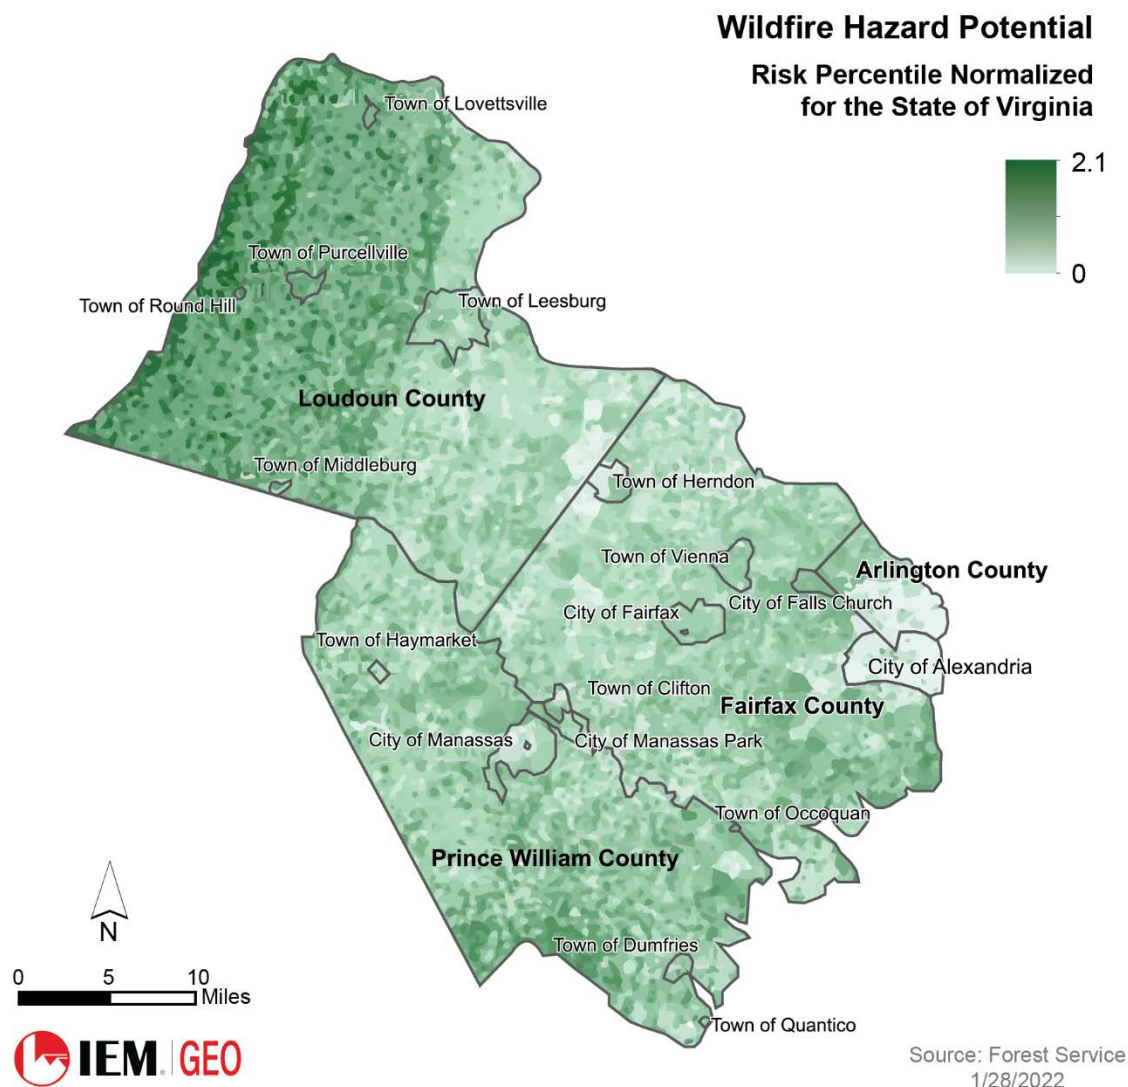 Wildfire Hazard Potential
Risk Percentile Normalized
for the State of Virginia
2.1
0
Town of Lovettsville
Town of Purcellville
Town of Round Hill
Town of Leesburg
Loudoun County
Town of Middleburg
Town of Herndon
Town of Vienna
Arlington County
City of Falls Church
City of Fairfax
Town of Haymarket
City of Alexandria
Town of Clifton
Fairfax County
City of Manassas
City of Manassas Park
Town of Occoquan
Prince William County
Town of Dumfries
Town of Quantico
N
0 5 10
Miles
IEM. GEO
Source: Forest Service
1/28/2022